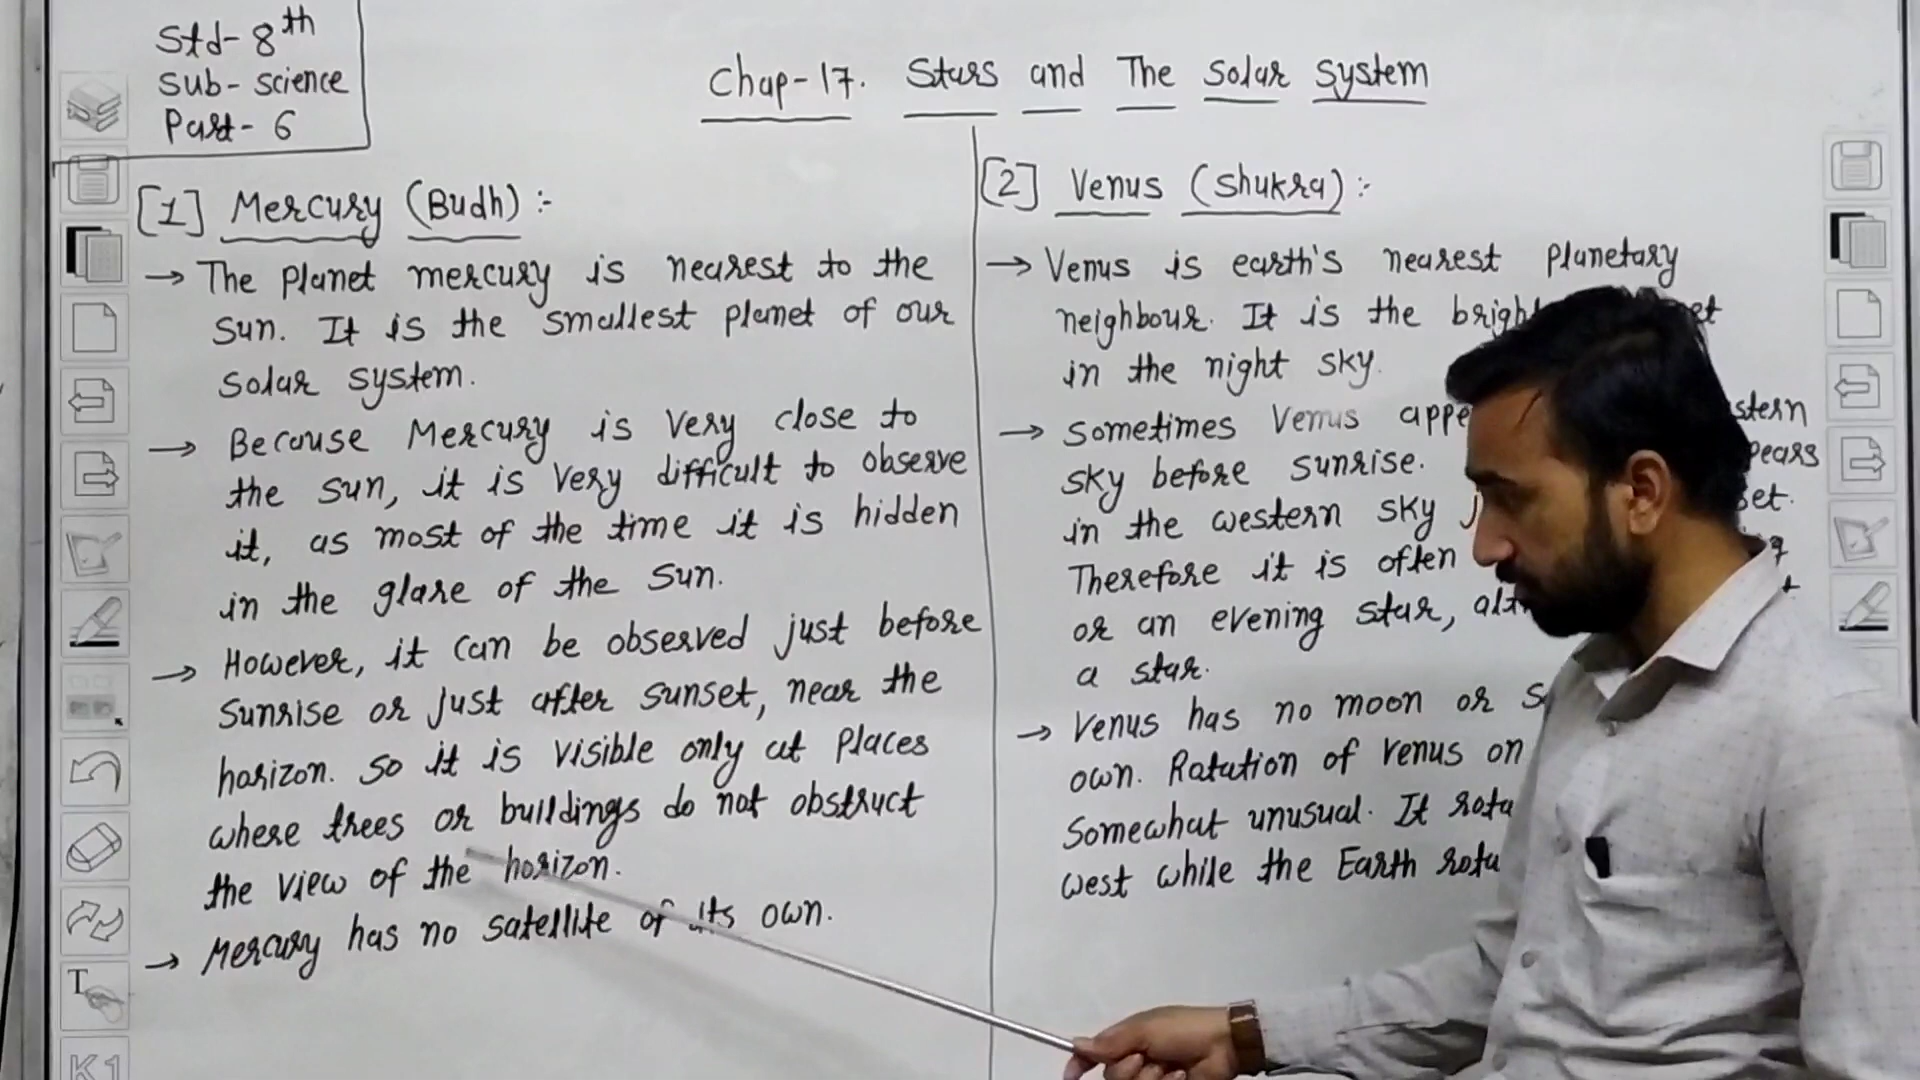 Std- 8th
Sub- science
Part- 6
Chap-17. Stars and The Solar System
[1] Mercury (Budh) :-
→ The planet mercury is nearest to the
sun. It is the smallest planet of our
solar system.
→ Because Mercury is very close to
the sun, it is very difficult to observe
it, as most of the time it is hidden
in the glare of the sun.
→ However, it can be observed just before
sunrise or just after sunset, near the
horizon. So it is visible only at places
where trees or buildings do not obstruct
the view of the horizon.
→ Mercury has no satellite of its own.
[2] Venus (Shukra) :-
→ Venus is earth's nearest planetary
neighbour. It is the
in the night sky.
→ Sometimes Venus
sky before sunrise.
in the western sky
Therefore it is often
or an evening star,
a star.
→ Venus has no moon or
own. Rotation of venus on
somewhat unusual. It
west while the Earth
T
K1